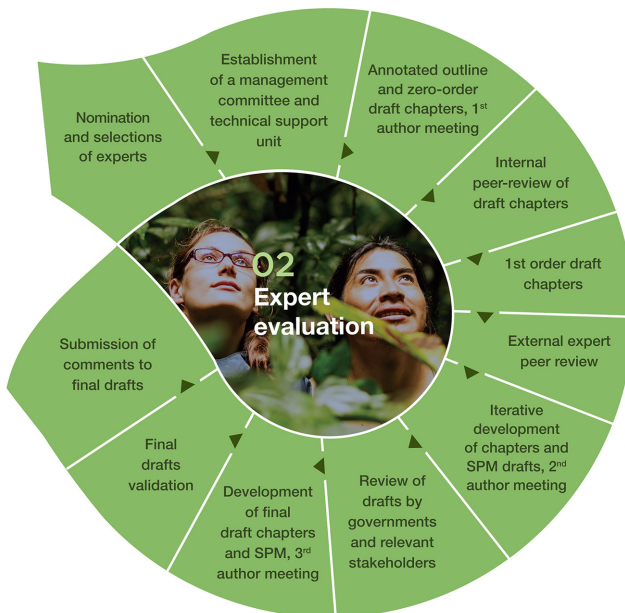 Nomination
and selections
of experts
Establishment
of a management
committee and
technical support
unit
Annotated outline
and zero-order
draft chapters, 1st
author meeting
Internal
peer-review of
draft chapters
1st order draft
chapters
External expert
peer review
Iterative
development
of chapters and
SPM drafts, 2nd
author meeting
Review of
drafts by
governments
and relevant
stakeholders
Development
of final
draft chapters
and SPM, 3rd
author meeting
Final
drafts
validation
Submission of
comments to
final drafts
02
Expert
evaluation